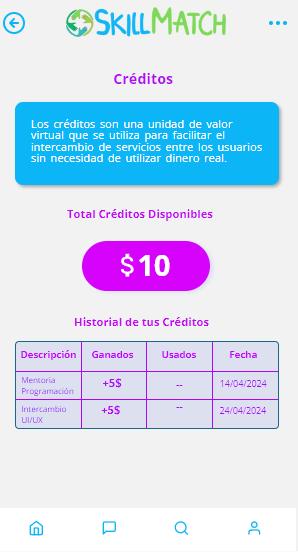 SKILLMATCH
Créditos
Los créditos son una unidad de valor
virtual que se utiliza para facilitar el
intercambio de servicios entre los usuarios
sin necesidad de utilizar dinero real.
Total Créditos Disponibles
$10
Historial de tus Créditos
Descripción Ganados Usados Fecha
Mentoria
Programación +5$ -- 14/04/2024
Intercambio
UI/UX +5$ -- 24/04/2024